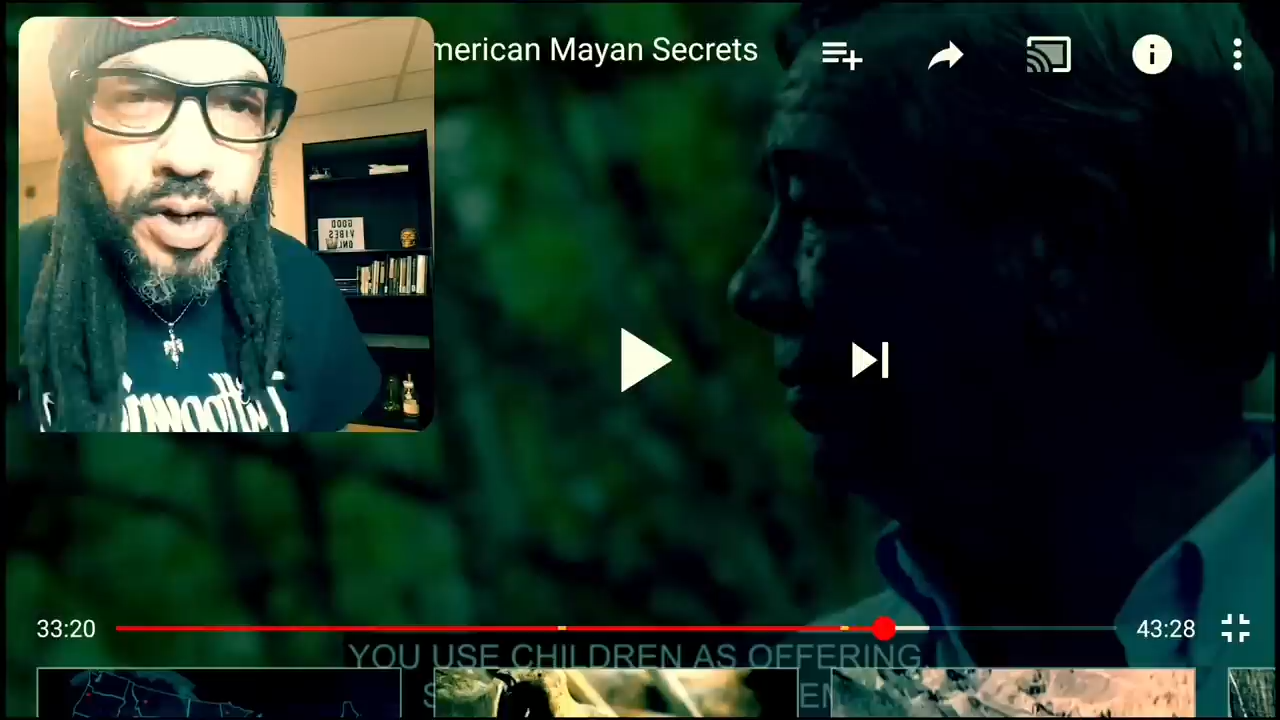 merican Mayan Secrets
GOOD
VIBES
ONLY
33:20
43:28
YOU USE CHILDREN AS OFFERING.